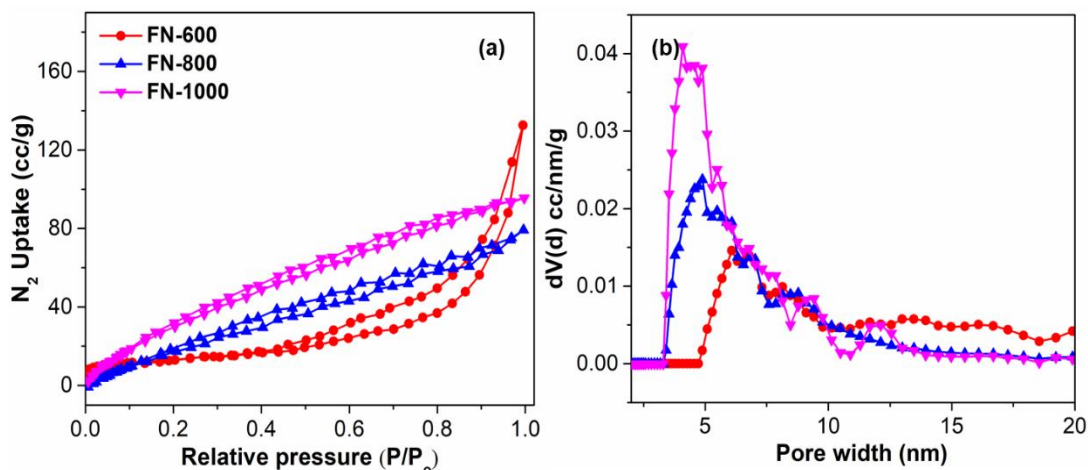 FN-600
FN-800
FN-1000
(a)
160
120
80
40
0
N2 Uptake (cc/g)
0.0 0.2 0.4 0.6 0.8 1.0
Relative pressure (P/P0)
(b)
0.04
0.03
0.02
0.01
0.00
dV(d) cc/nm/g
5 10 15 20
Pore width (nm)